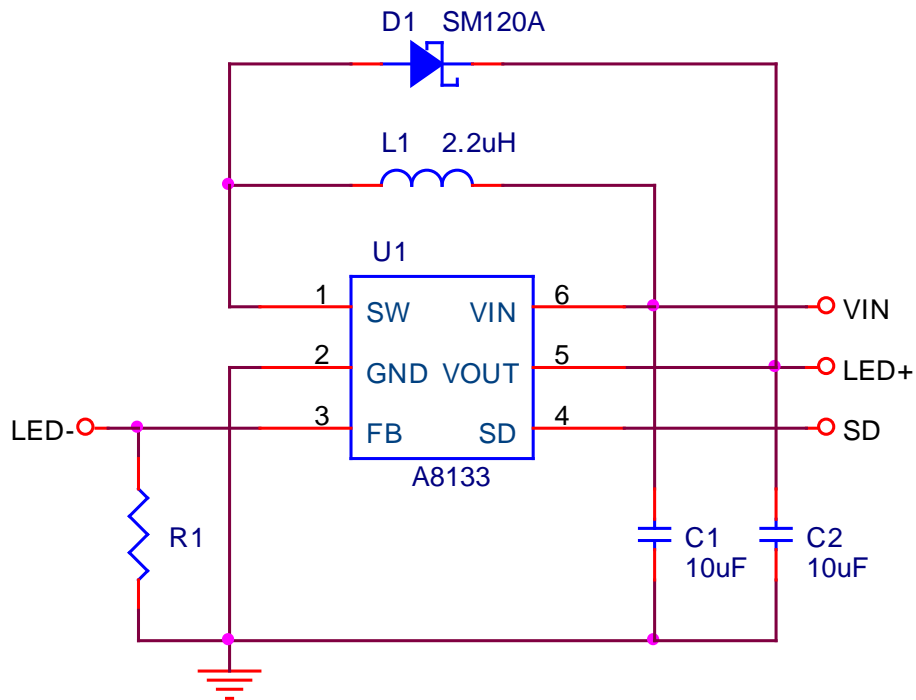 D1 SM120A
L1 2.2uH
U1
1 SW VIN 6 VIN
2 GND VOUT 5 LED+
LED- 3 FB SD 4 SD
A8133
R1 C1 C2
10uF 10uF